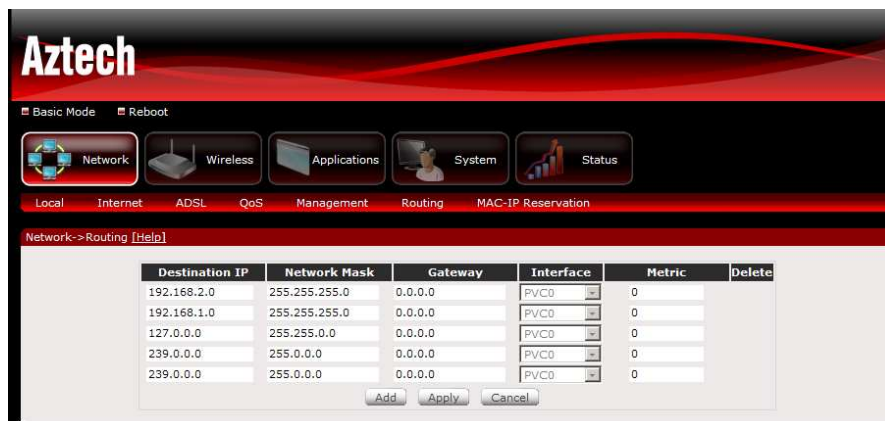 Aztech
Basic Mode Reboot
Network Wireless Applications System Status
Local Internet ADSL QoS Management Routing MAC-IP Reservation
Network->Routing [Help]
Destination IP Network Mask Gateway Interface Metric Delete
192.168.2.0 255.255.255.0 0.0.0.0 PVC0 0
192.168.1.0 255.255.255.0 0.0.0.0 PVC0 0
127.0.0.0 255.255.0.0 0.0.0.0 PVC0 0
239.0.0.0 255.0.0.0 0.0.0.0 PVC0 0
239.0.0.0 255.0.0.0 0.0.0.0 PVC0 0
Add Apply Cancel